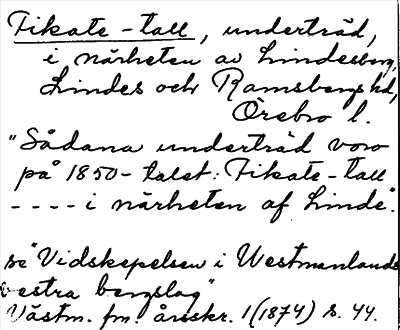 Fikate-tall, underträd,
i närheten av Lindesberg,
Lindes och Ramsbergs hd,
Örebro l.
"Sådana underträd voro
på 1850-talet: Fikate-tall
---- i närheten af Linde".
se "Vidskepelsen i Westmanlands
vestra bergslag"
Västm. fm. årsskr. 1 (1874) s. 44.